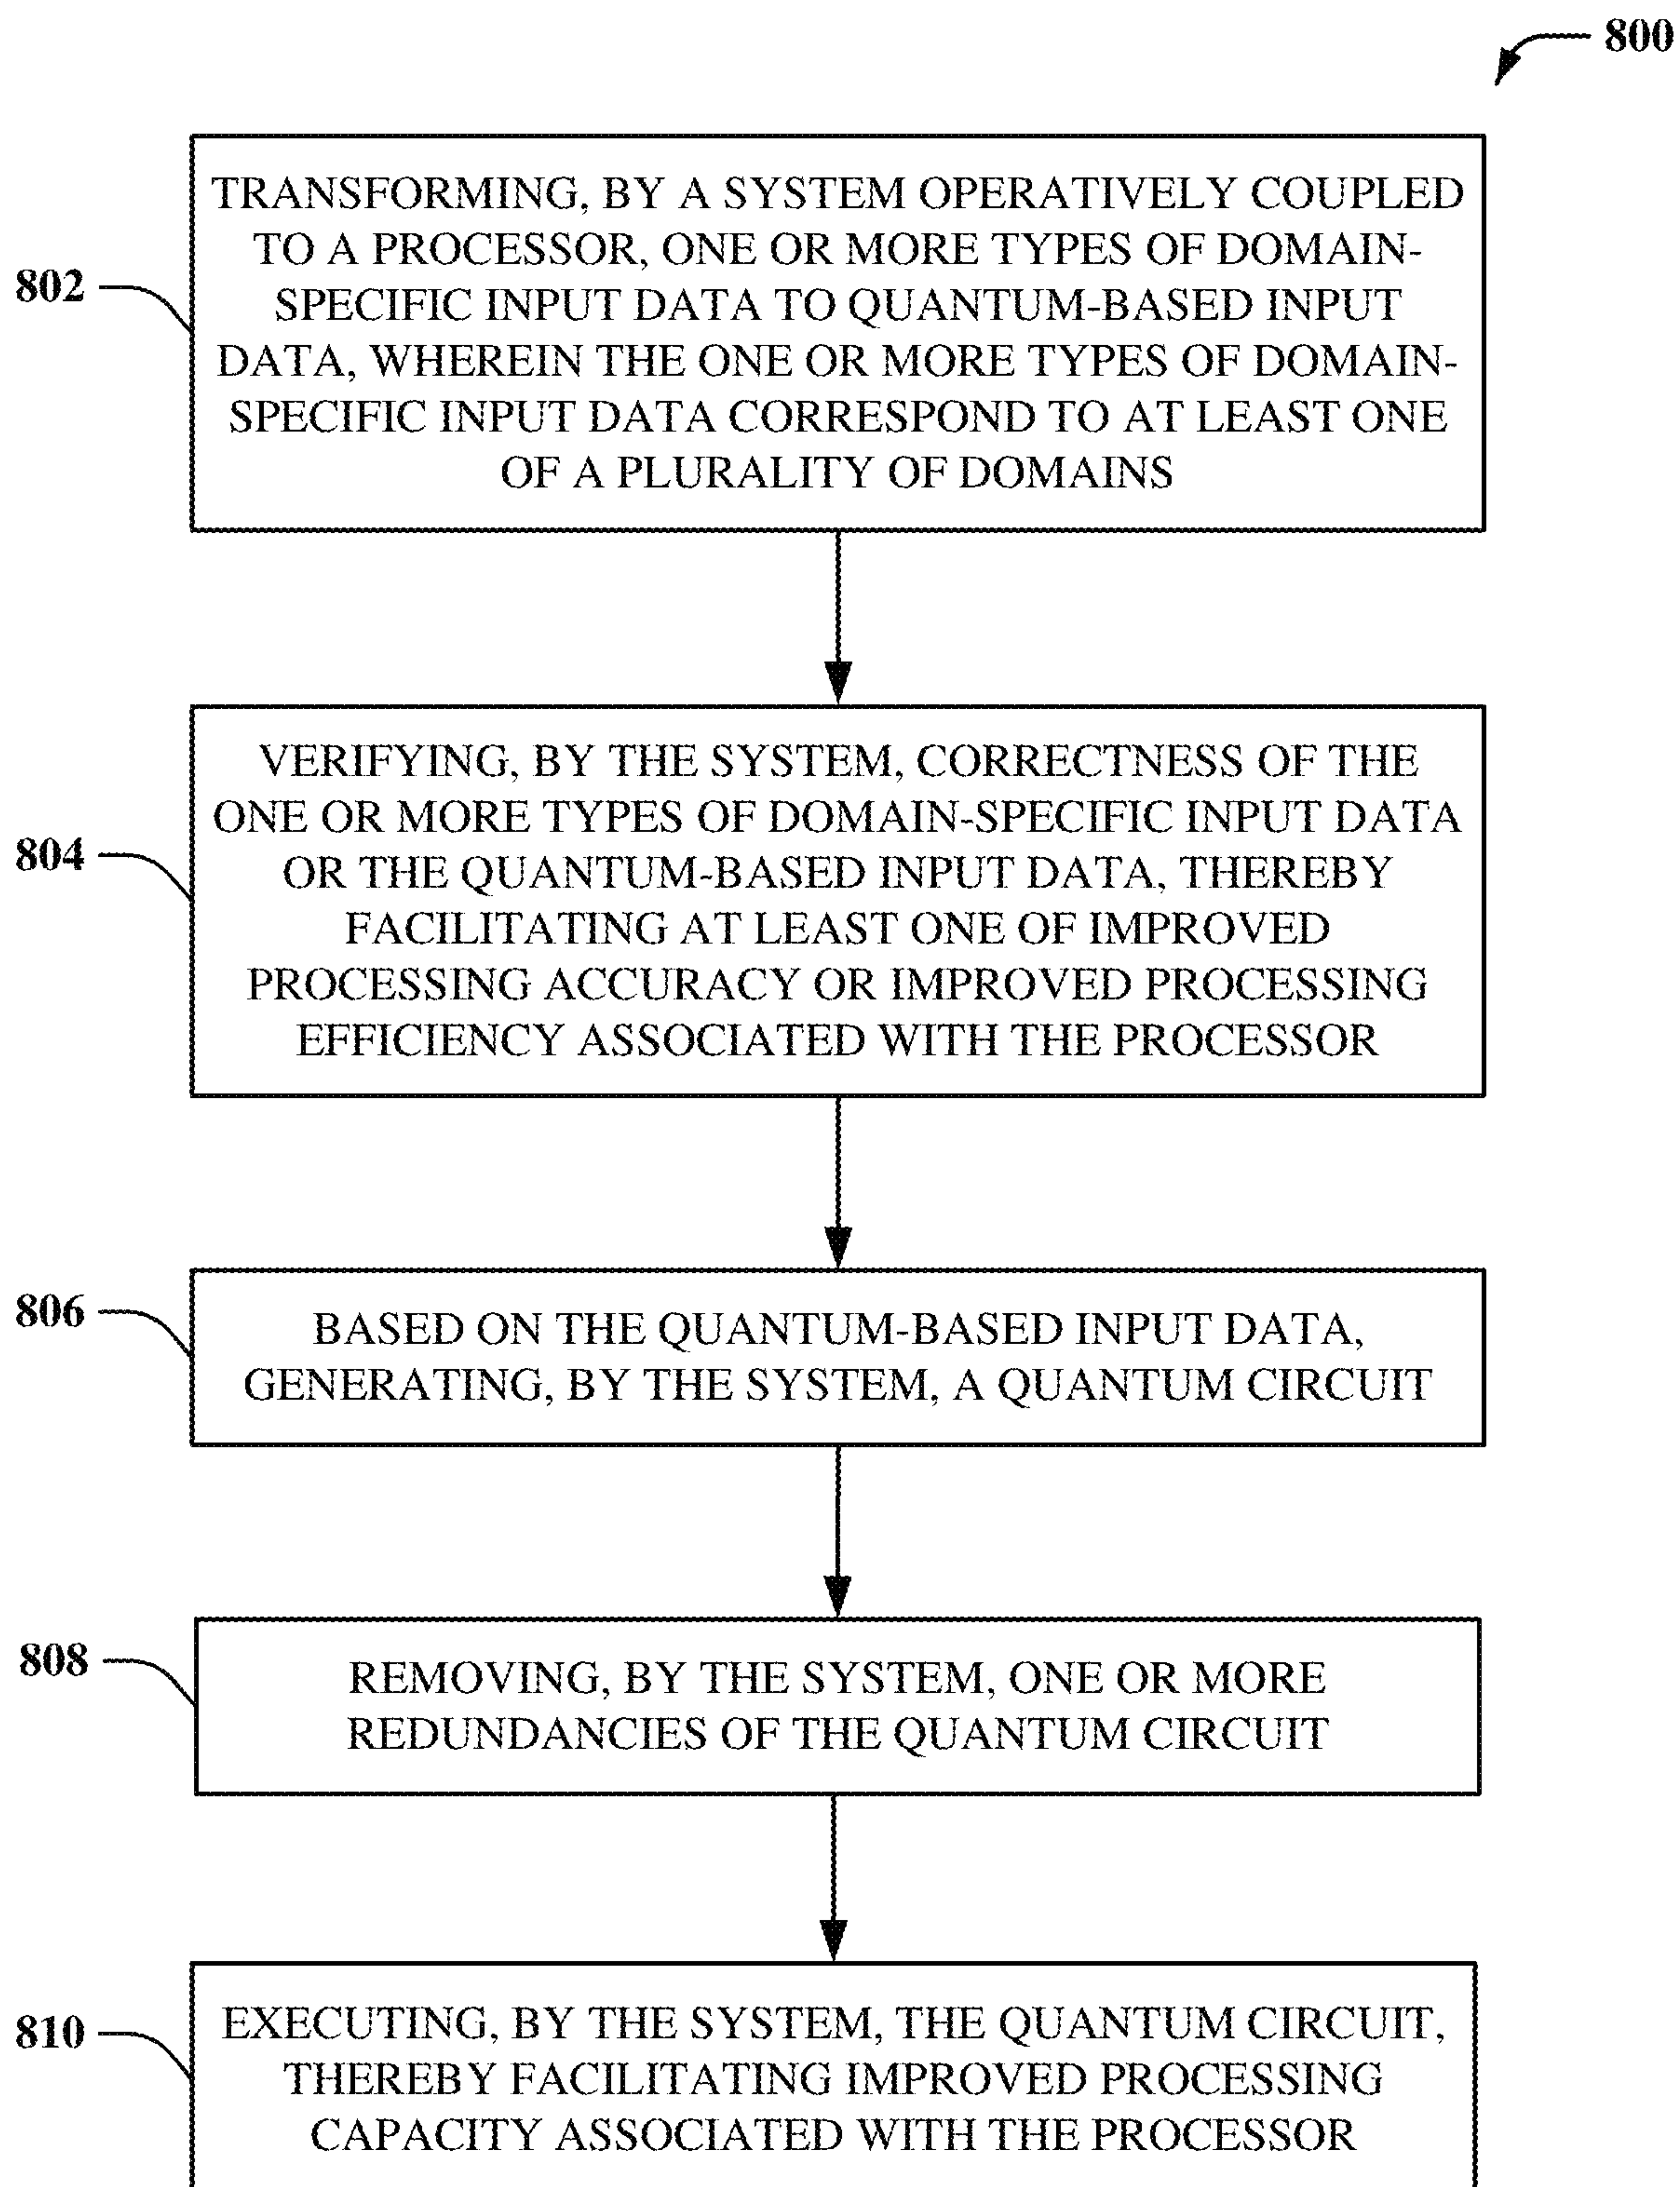 800
802
TRANSFORMING, BY A SYSTEM OPERATIVELY COUPLED
TO A PROCESSOR, ONE OR MORE TYPES OF DOMAIN-
SPECIFIC INPUT DATA TO QUANTUM-BASED INPUT
DATA, WHEREIN THE ONE OR MORE TYPES OF DOMAIN-
SPECIFIC INPUT DATA CORRESPOND TO AT LEAST ONE
OF A PLURALITY OF DOMAINS
804
VERIFYING, BY THE SYSTEM, CORRECTNESS OF THE
ONE OR MORE TYPES OF DOMAIN-SPECIFIC INPUT DATA
OR THE QUANTUM-BASED INPUT DATA, THEREBY
FACILITATING AT LEAST ONE OF IMPROVED
PROCESSING ACCURACY OR IMPROVED PROCESSING
EFFICIENCY ASSOCIATED WITH THE PROCESSOR
806
BASED ON THE QUANTUM-BASED INPUT DATA,
GENERATING, BY THE SYSTEM, A QUANTUM CIRCUIT
808
REMOVING, BY THE SYSTEM, ONE OR MORE
REDUNDANCIES OF THE QUANTUM CIRCUIT
810
EXECUTING, BY THE SYSTEM, THE QUANTUM CIRCUIT,
THEREBY FACILITATING IMPROVED PROCESSING
CAPACITY ASSOCIATED WITH THE PROCESSOR